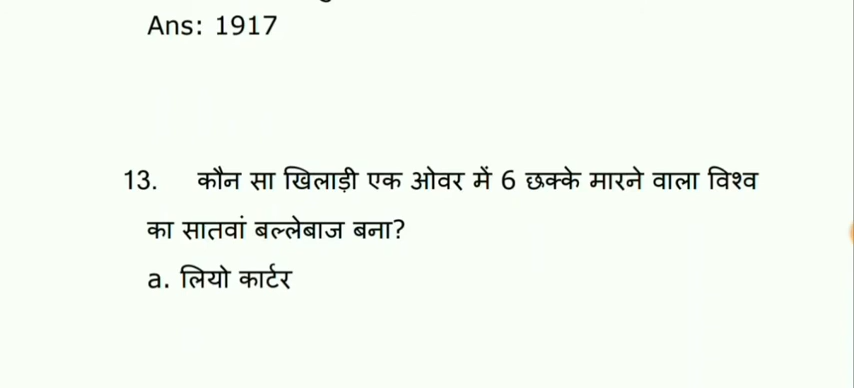 Ans: 1917
13. कौन सा खिलाड़ी एक ओवर में 6 छक्के मारने वाला विश्व
का सातवां बल्लेबाज बना?
a. लियो कार्टर